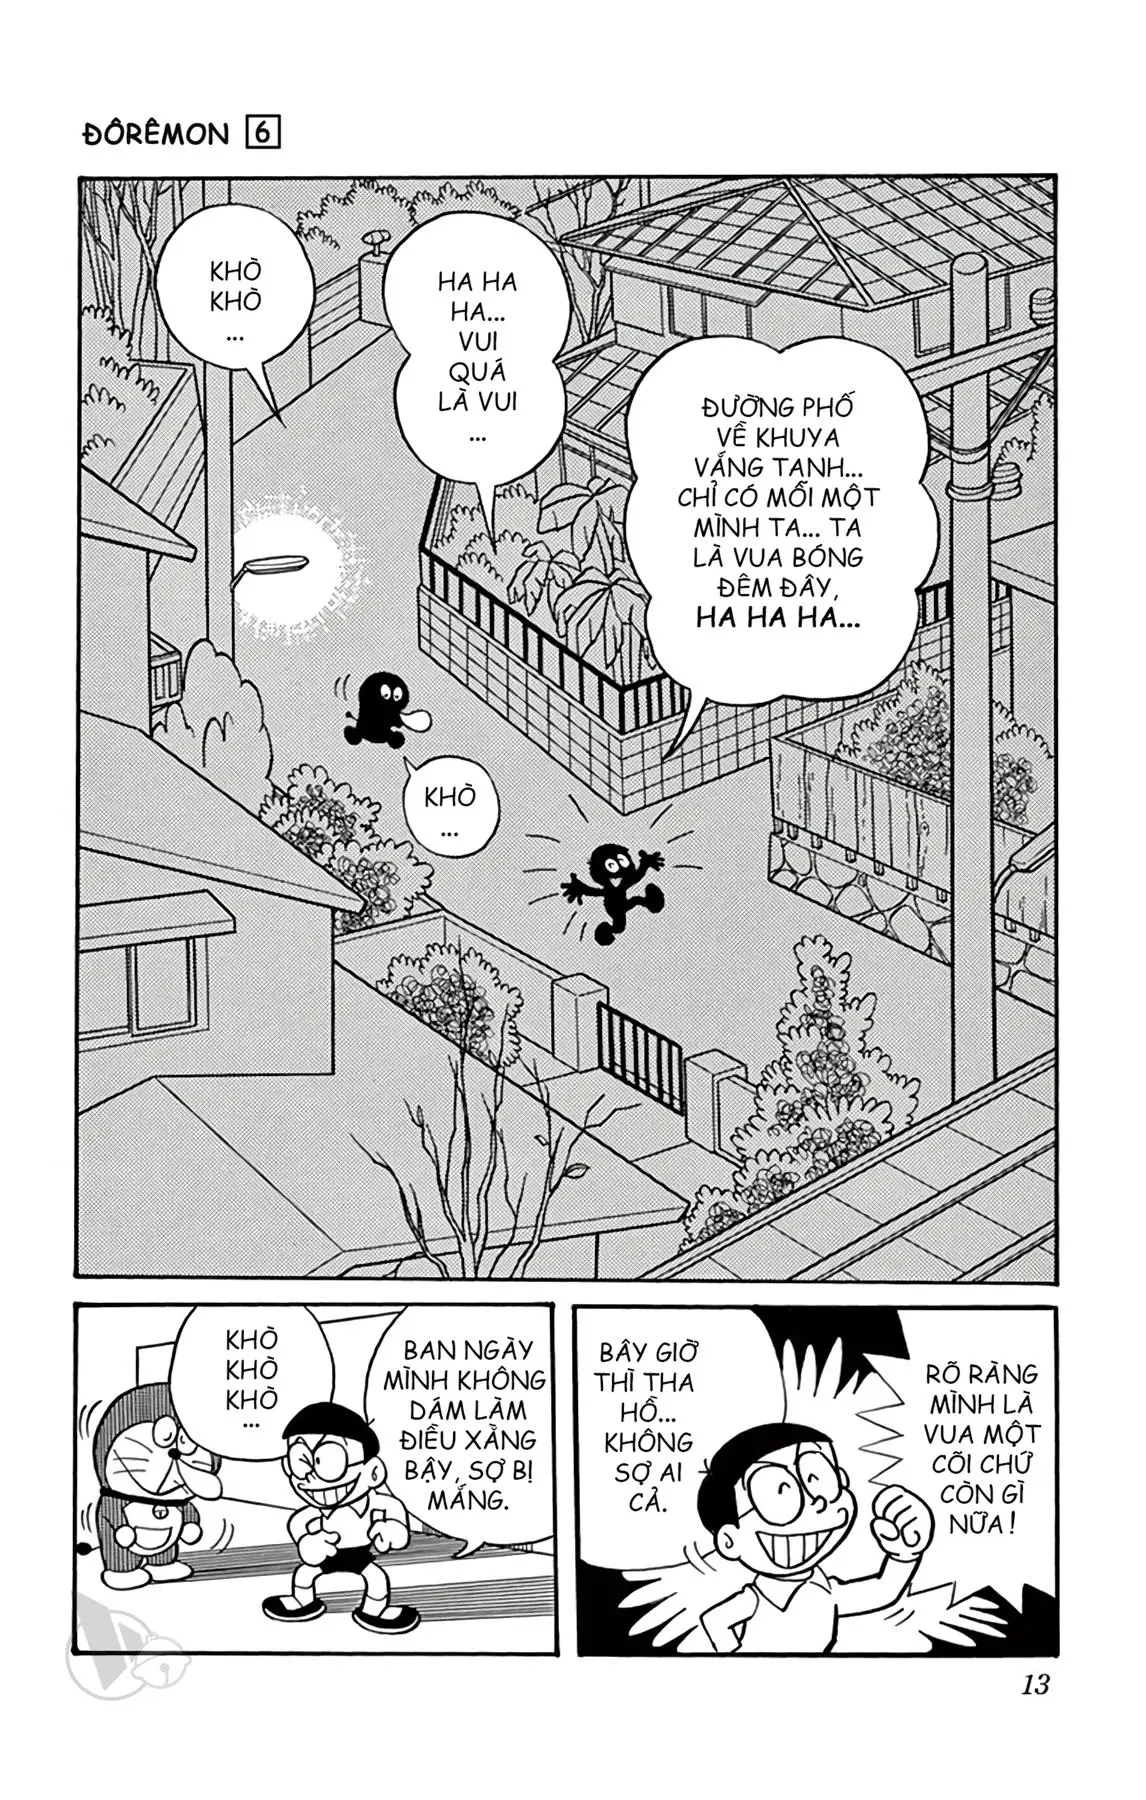 ĐÔRÊMON 6
ĐƯỜNG PHỐ
VỀ KHUYA
VẮNG TANH...
CHỈ CÓ MỖI MỘT
MÌNH TA... TA
LÀ VUA BÓNG
ĐÊM ĐÂY,
HA HA HA...
HA HA
HA...
VUI
QUÁ
LÀ VUI
...
KHÒ
KHÒ
...
KHÒ
...
RÕ RÀNG
MÌNH LÀ
VUA MỘT
CÕI CHỨ
CÒN GÌ
NỮA!
BÂY GIỜ
THÌ THA
HỒ...
KHÔNG
SỢ AI
CẢ.
BAN NGÀY
MÌNH KHÔNG
DÁM LÀM
ĐIỀU XẰNG
BẬY, SỢ BỊ
MẮNG.
KHÒ
KHÒ
KHÒ
...
13